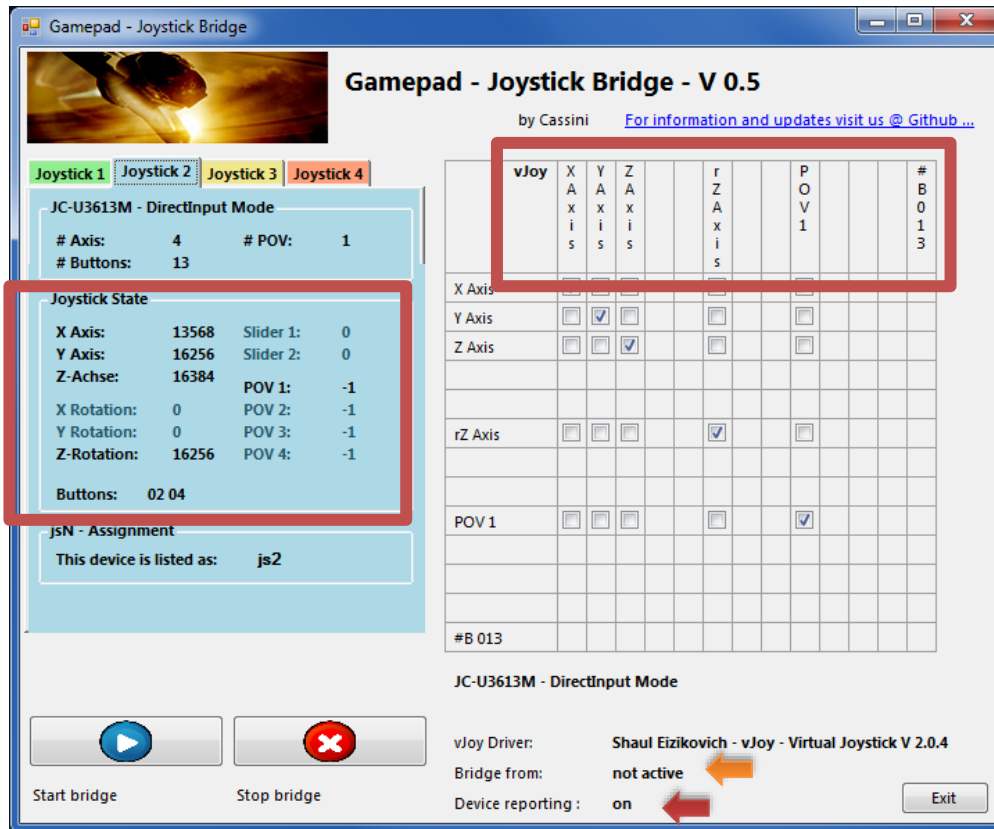 Gamepad - Joystick Bridge
Gamepad - Joystick Bridge - V 0.5
by Cassini For information and updates visit us @ Github ...
Joystick 1 Joystick 2 Joystick 3 Joystick 4
JC-U3613M - DirectInput Mode
# Axis: 4 # POV: 1
# Buttons: 13
Joystick State
X Axis: 13568 Slider 1: 0
Y Axis: 16256 Slider 2: 0
Z-Achse: 16384
POV 1: -1
X Rotation: 0 POV 2: -1
Y Rotation: 0 POV 3: -1
Z-Rotation: 16256 POV 4: -1
Buttons: 02 04
jsN - Assignment
This device is listed as: js2
vJoy X Axis Y Axis Z Axis rZ Axis POV1 #B013
X Axis
Y Axis
Z Axis
rZ Axis
POV 1
#B 013
JC-U3613M - DirectInput Mode
vJoy Driver: Shaul Eizikovich - vJoy - Virtual Joystick V 2.0.4
Bridge from: not active
Device reporting : on
Start bridge Stop bridge
Exit